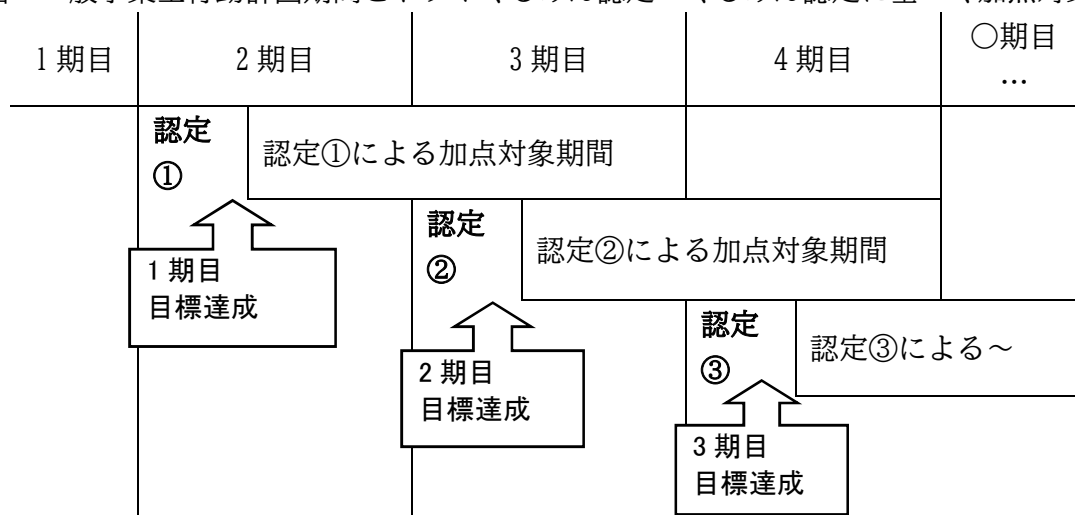 1期目
2期目
3期目
4期目
○期目
…
認定
①
認定①による加点対象期間
1期目
目標達成
認定
②
認定②による加点対象期間
2期目
目標達成
認定
③
認定③による～
3期目
目標達成